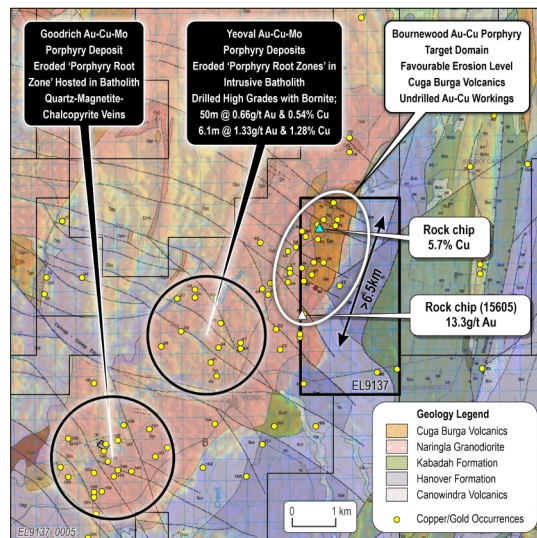 Goodrich Au-Cu-Mo
Porphyry Deposit
Eroded ‘Porphyry Root
Zone’ Hosted in Batholith
Quartz-Magnetite-
Chalcopyrite Veins
Yeoval Au-Cu-Mo
Porphyry Deposits
Eroded ‘Porphyry Root Zones’ in
Intrusive Batholith
Drilled High Grades with Bornite;
50m @ 0.66g/t Au & 0.54% Cu
6.1m @ 1.33g/t Au & 1.28% Cu
Bournewood Au-Cu Porphyry
Target Domain
Favourable Erosion Level
Cuga Burga Volcanics
Undrilled Au-Cu Workings
Rock chip
5.7% Cu
>6.5km
Rock chip (15605)
13.3g/t Au
EL9137
YEOVAL
B
Geology Legend
Cuga Burga Volcanics
Naringla Granodiorite
Kabadah Formation
Hanover Formation
Canowindra Volcanics
Copper/Gold Occurrences
0 1 km
EL9137_0005